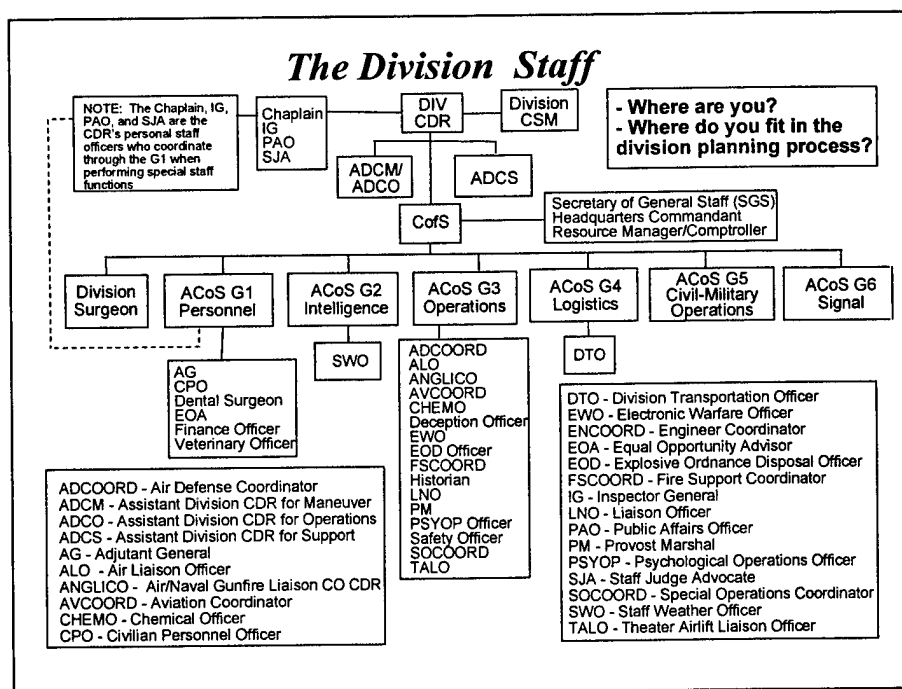 The Division Staff
NOTE: The Chaplain, IG,
PAO, and SJA are the
CDR's personal staff
officers who coordinate
through the G1 when
performing special staff
functions
Chaplain
IG
PAO
SJA
DIV
CDR
Division
CSM
- Where are you?
- Where do you fit in the
division planning process?
ADCM/
ADCO
ADCS
CofS
Secretary of General Staff (SGS)
Headquarters Commandant
Resource Manager/Comptroller
Division
Surgeon
ACoS G1
Personnel
ACoS G2
Intelligence
ACoS G3
Operations
ACoS G4
Logistics
ACoS G5
Civil-Military
Operations
ACoS G6
Signal
AG
CPO
Dental Surgeon
EOA
Finance Officer
Veterinary Officer
SWO
ADCOORD
ALO
ANGLICO
AVCOORD
CHEMO
Deception Officer
EWO
EOD Officer
FSCOORD
Historian
LNO
PM
PSYOP Officer
Safety Officer
SOCOORD
TALO
DTO
ADCOORD - Air Defense Coordinator
ADCM - Assistant Division CDR for Maneuver
ADCO - Assistant Division CDR for Operations
ADCS - Assistant Division CDR for Support
AG - Adjutant General
ALO - Air Liaison Officer
ANGLICO - Air/Naval Gunfire Liaison CO CDR
AVCOORD - Aviation Coordinator
CHEMO - Chemical Officer
CPO - Civilian Personnel Officer
DTO - Division Transportation Officer
EWO - Electronic Warfare Officer
ENCOORD - Engineer Coordinator
EOA - Equal Opportunity Advisor
EOD - Explosive Ordnance Disposal Officer
FSCOORD - Fire Support Coordinator
IG - Inspector General
LNO - Liaison Officer
PAO - Public Affairs Officer
PM - Provost Marshal
PSYOP - Psychological Operations Officer
SJA - Staff Judge Advocate
SOCOORD - Special Operations Coordinator
SWO - Staff Weather Officer
TALO - Theater Airlift Liaison Officer